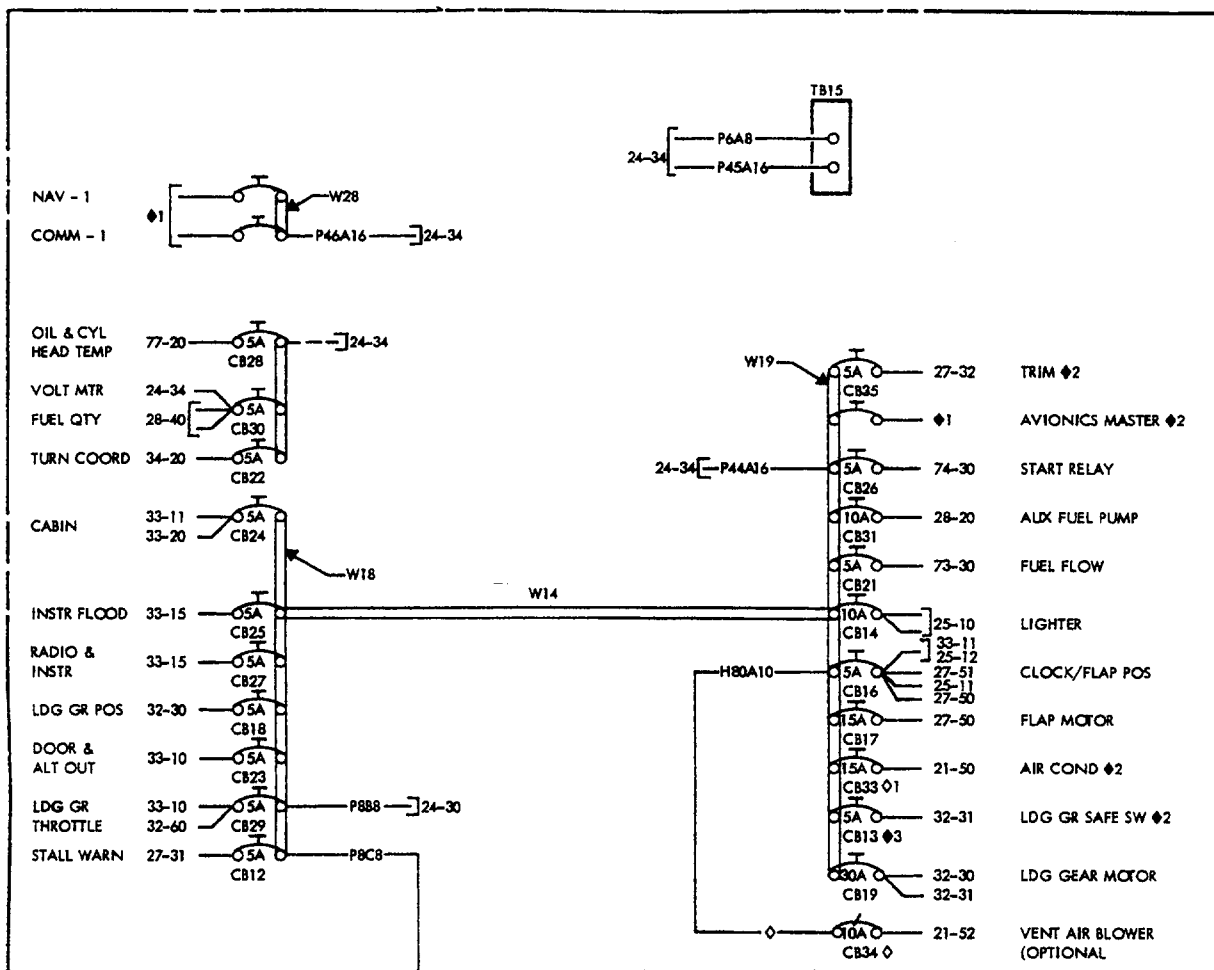 TB15
P6A8
24-34
P45A16
NAV - 1
W28
♦1
COMM - 1
P46A16
24-34
OIL & CYL
HEAD TEMP
77-20
5A
24-34
CB28
VOLT MTR
24-34
FUEL QTY
28-40
5A
CB30
TURN COORD
34-20
5A
CB22
CABIN
33-11
33-20
5A
CB24
W18
W14
INSTR FLOOD
33-15
5A
CB25
RADIO &
INSTR
33-15
5A
CB27
LDG GR POS
32-30
5A
CB18
DOOR &
ALT OUT
33-10
5A
CB23
LDG GR
THROTTLE
33-10
32-60
5A
P8B8
24-30
CB29
STALL WARN
27-31
5A
P8C8
CB12
W19
5A
27-32
TRIM ♦2
CB35
♦1
AVIONICS MASTER ♦2
24-34
P44A16
5A
74-30
START RELAY
CB26
10A
28-20
AUX FUEL PUMP
CB31
5A
73-30
FUEL FLOW
CB21
10A
25-10
LIGHTER
CB14
H80A10
5A
33-11
25-12
27-51
25-11
27-50
CLOCK/FLAP POS
CB16
15A
27-50
FLAP MOTOR
CB17
15A
21-50
AIR COND ♦2
CB33 ◊1
5A
32-31
LDG GR SAFE SW ♦2
CB13 ♦3
30A
32-30
32-31
LDG GEAR MOTOR
CB19
◊
10A
21-52
VENT AIR BLOWER
(OPTIONAL
CB34 ◊